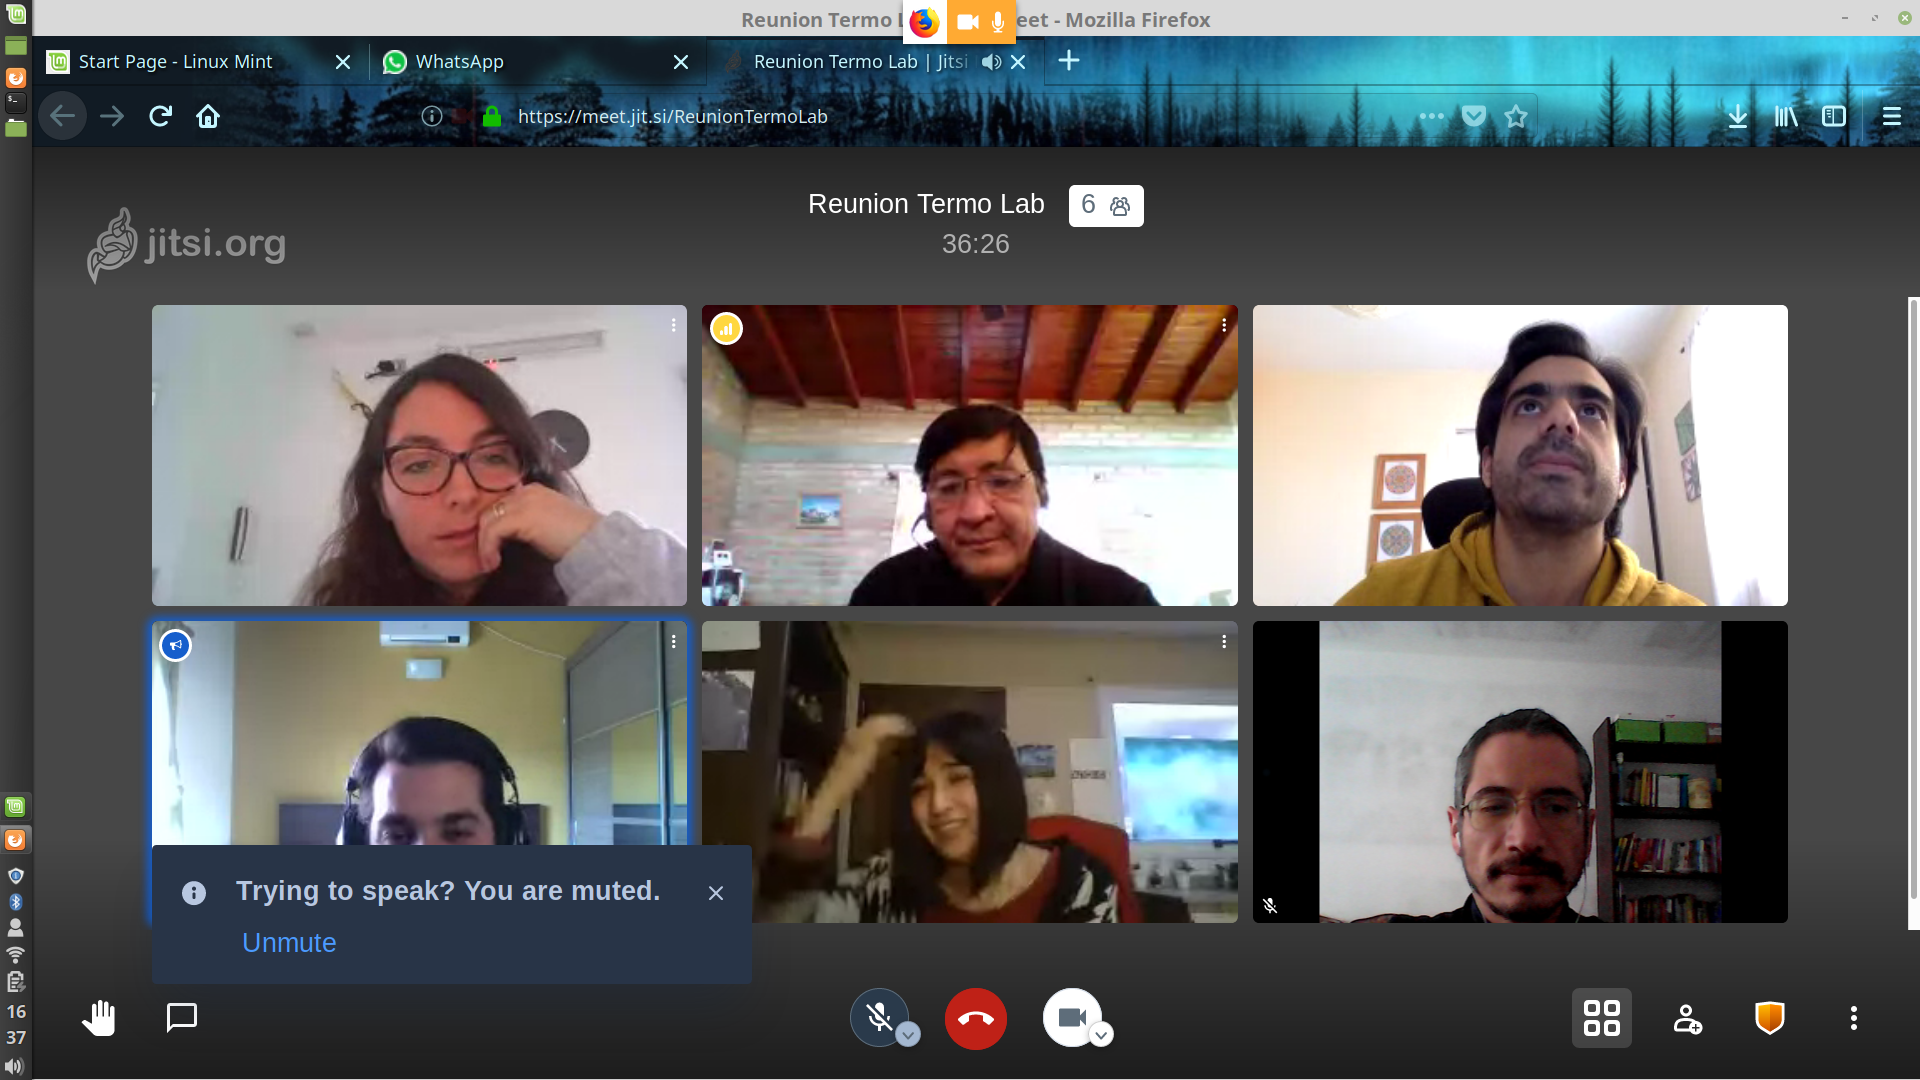 Reunion Termo L eet - Mozilla Firefox
Start Page - Linux Mint
WhatsApp
Reunion Termo Lab | Jitsi
https://meet.jit.si/ReunionTermoLab
jitsi.org
Reunion Termo Lab 6
36:26
Trying to speak? You are muted.
Unmute
16
37